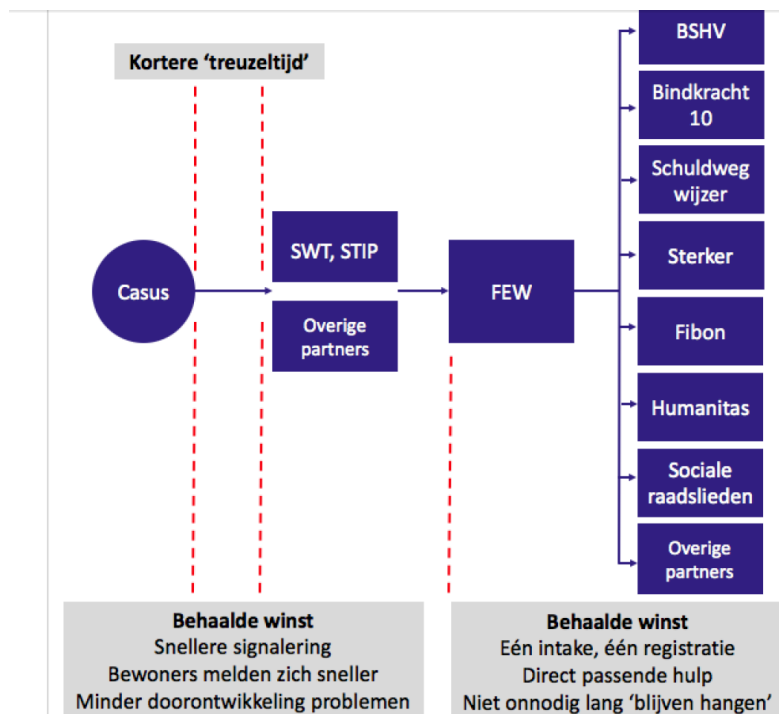 Kortere ‘treuzeltijd’
Casus
SWT, STIP
Overige
partners
FEW
BSHV
Bindkracht
10
Schuldweg
wijzer
Sterker
Fibon
Humanitas
Sociale
raadslieden
Overige
partners
Behaalde winst
Snellere signalering
Bewoners melden zich sneller
Minder doorontwikkeling problemen
Behaalde winst
Eén intake, één registratie
Direct passende hulp
Niet onnodig lang ‘blijven hangen’